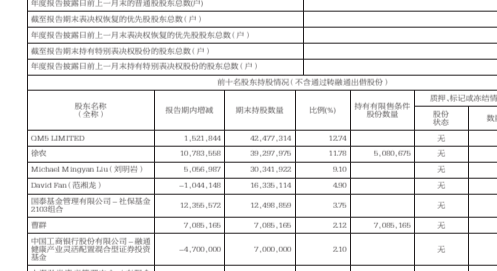 年度报告披露日前上一月末的普通股股东总数(户)
截至报告期末表决权恢复的优先股股东总数(户)
年度报告披露日前上一月末表决权恢复的优先股股东总数(户)
截至报告期末持有特别表决权股份的股东总数(户)
年度报告披露日前上一月末持有特别表决权股份的股东总数(户)
前十名股东持股情况(不含通过转融通出借股份)
股东名称 (全称) 报告期内增减 期末持股数量 比例(%) 持有有限售条件股份数量 质押、标记或冻结情
股份状态 数
GM5 LIMITED 1,521,844 42,477,314 12.74 无
徐农 10,783,558 39,297,975 11.78 5,080,675 无
Michael Mingyan Liu(刘明岩) 5,056,987 30,341,922 9.10 无
David Fan(范湘龙) -1,044,148 16,335,114 4.90 无
国泰基金管理有限公司-社保基金2103组合 12,355,572 12,498,859 3.75 无
曹群 7,085,165 7,085,165 2.12 7,085,165 无
中国工商银行股份有限公司-融通健康产业灵活配置混合型证券投资基金 -4,700,000 7,000,000 2.10 无